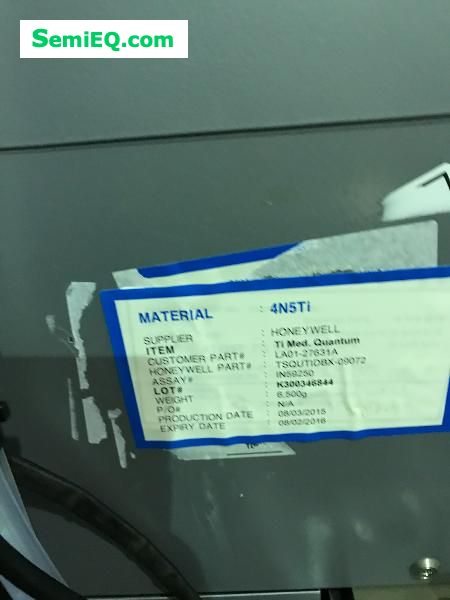 SemiEQ.com
MATERIAL : 4N5Ti
SUPPLIER : HONEYWELL
ITEM : Ti Med. Quantum
CUSTOMER PART# : LA01-27631A
HONEYWELL PART# : TSQUTIDBX-09072
ASSAY# : IN59250
LOT# : K300346844
WEIGHT : 6,500g
P/O# : N/A
PRODUCTION DATE : 08/03/2015
EXPIRY DATE : 08/02/2016